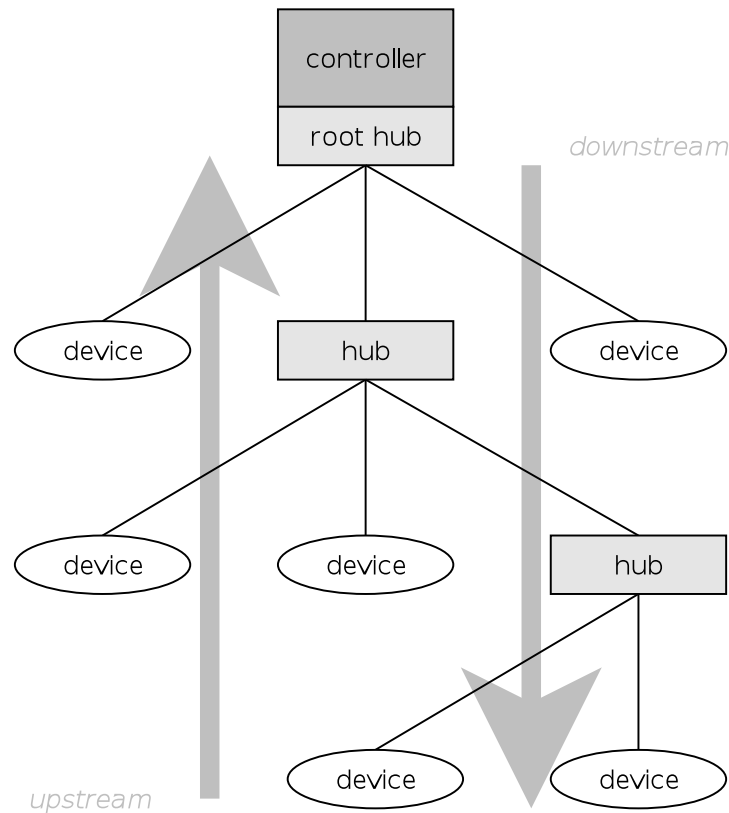 controller
root hub
downstream
device
hub
device
device
device
hub
device
device
upstream